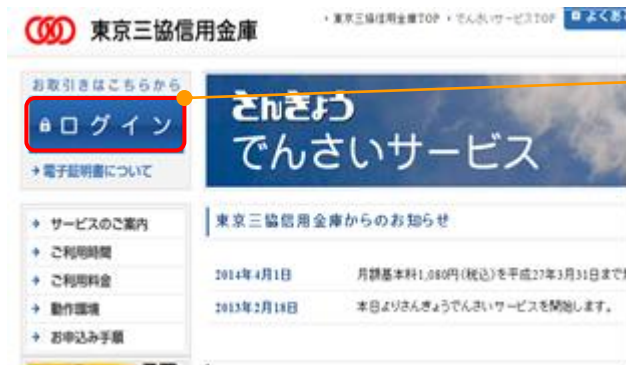 東京三協信用金庫
・東京三協信用金庫TOP ・でんさいサービスTOP
よくある
お取引きはこちらから
ログイン
電子証明書について
さんきょう
でんさいサービス
サービスのご案内
ご利用時間
ご利用料金
動作環境
お申込み手順
東京三協信用金庫からのお知らせ
2014年4月1日 月額基本料1,080円(税込)を平成27年3月31日まで
2013年2月18日 本日よりさんきょうでんさいサービスを開始します。